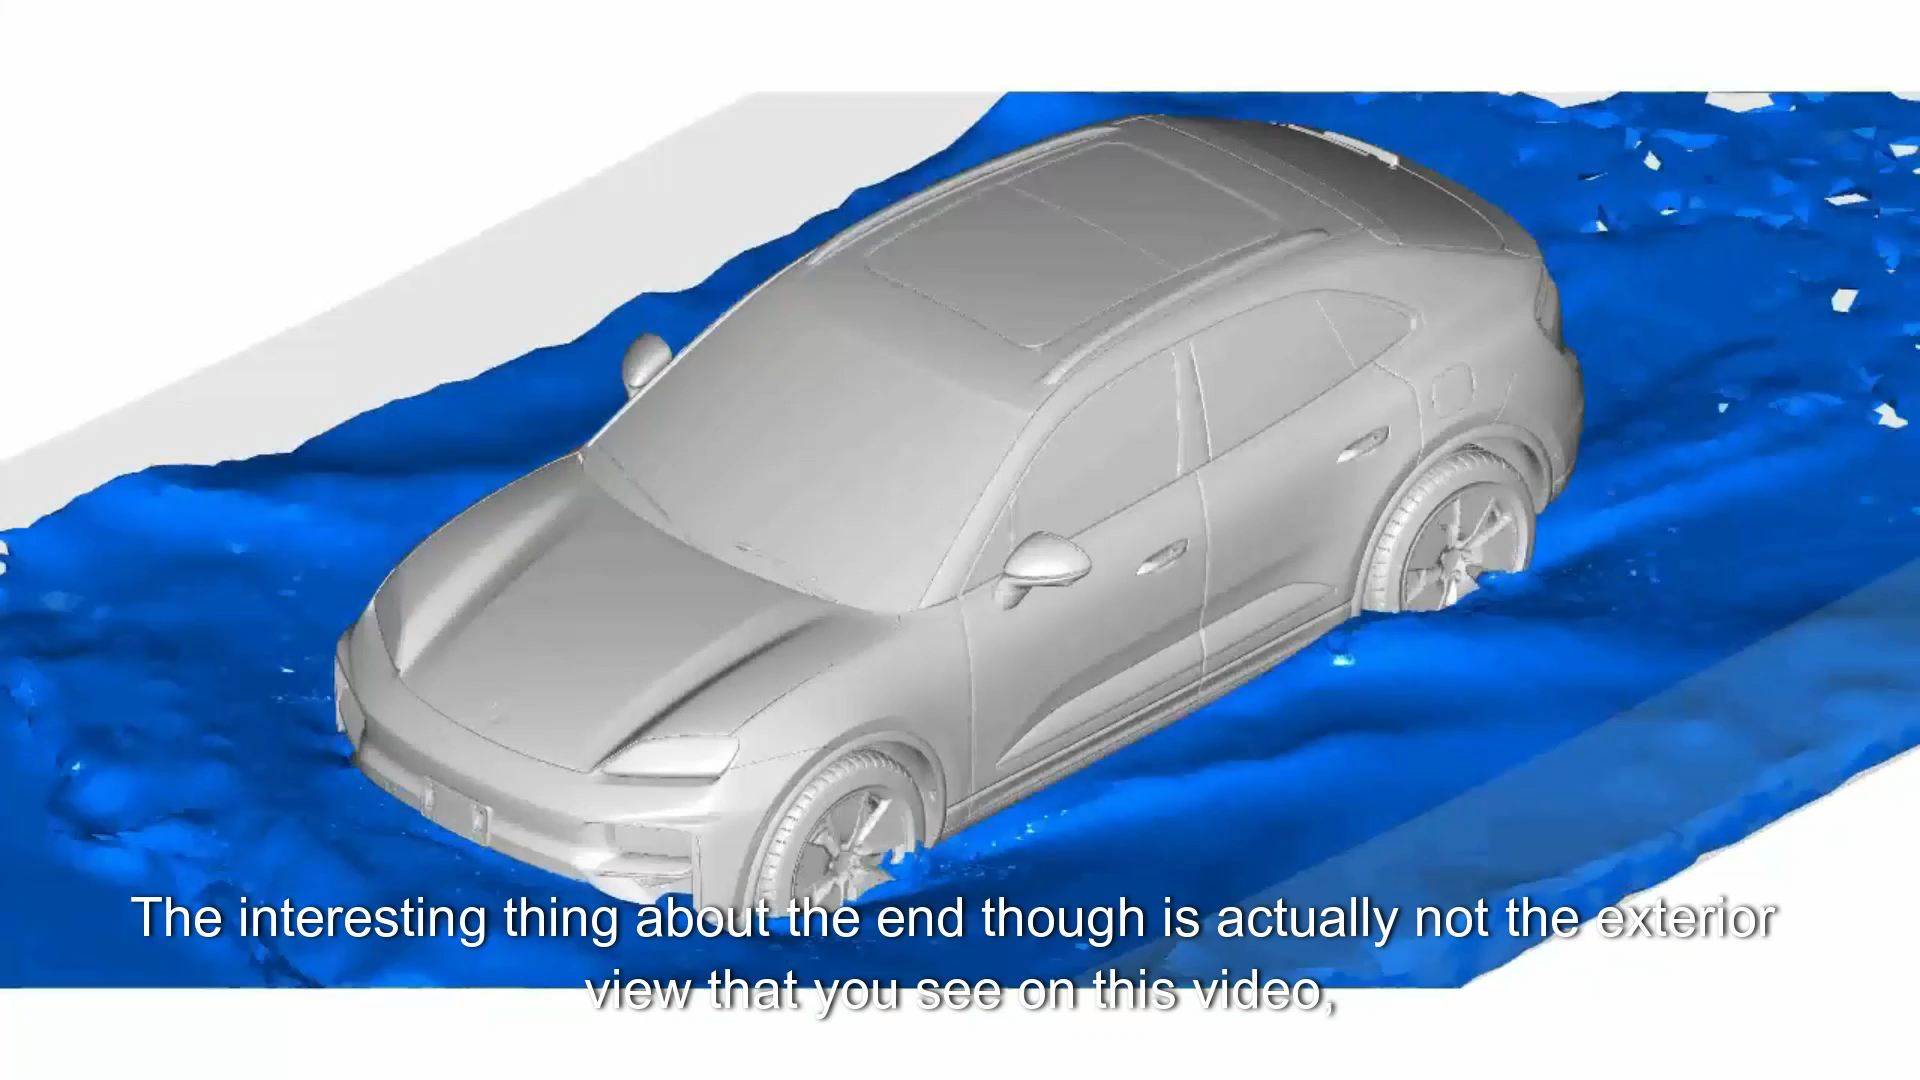 The interesting thing about the end though is actually not the exterior
view that you see on this video,